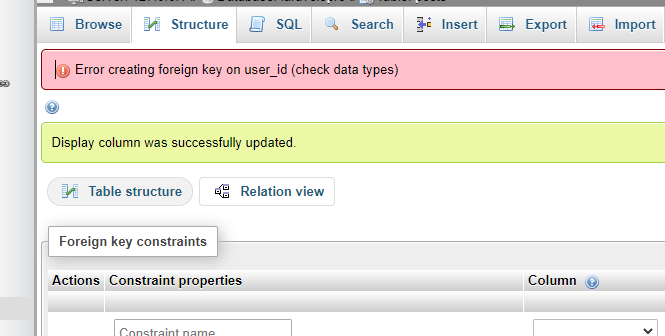 Browse Structure SQL Search Insert Export Import
Error creating foreign key on user_id (check data types)
Display column was successfully updated.
Table structure Relation view
Foreign key constraints
Actions Constraint properties Column
Constraint name